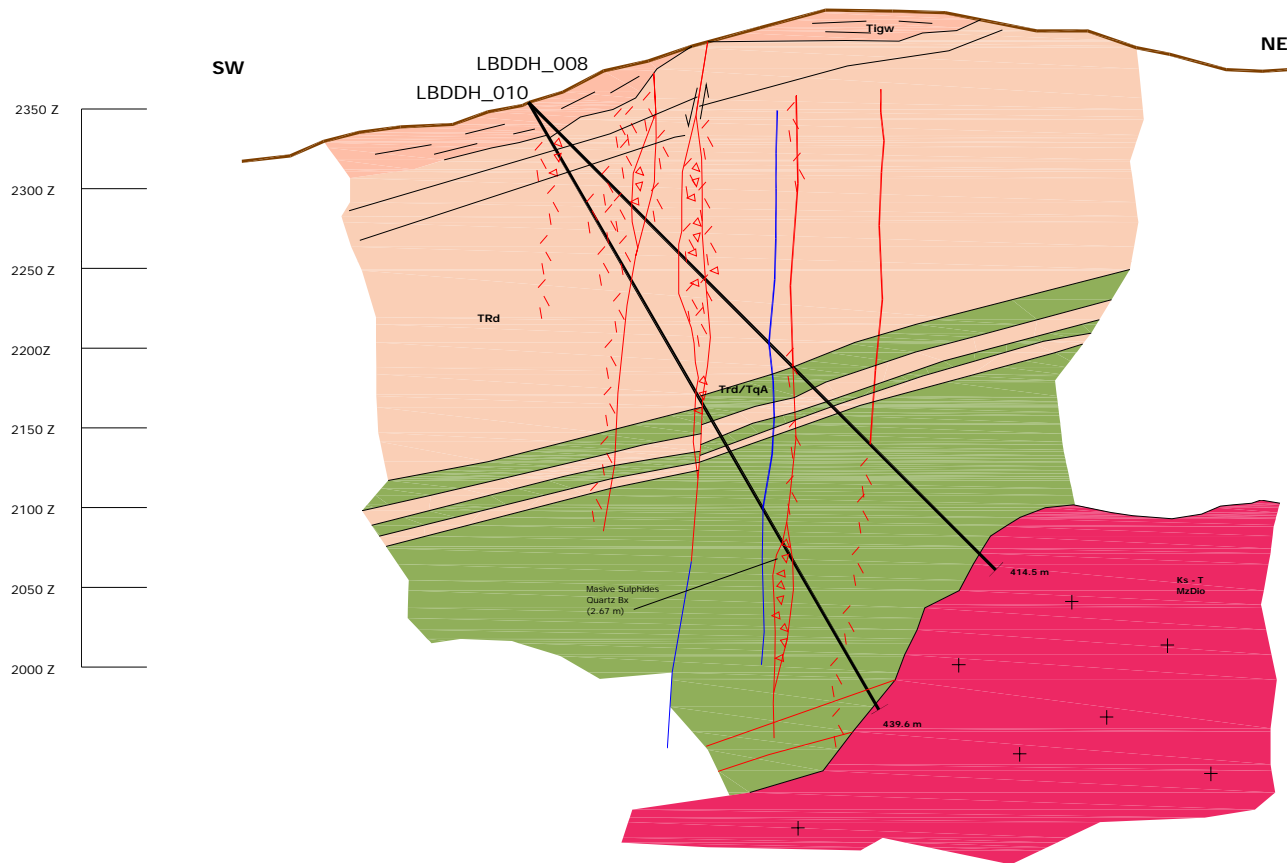 Tigw
NE
SW
LBDDH_008
LBDDH_010
2350 Z
2300 Z
2250 Z
TRd
2200Z
Trd/TqA
2150 Z
2100 Z
2050 Z
414.5 m
Ks - T
MzDio
Masive Sulphides
Quartz Bx
(2.67 m)
2000 Z
439.6 m